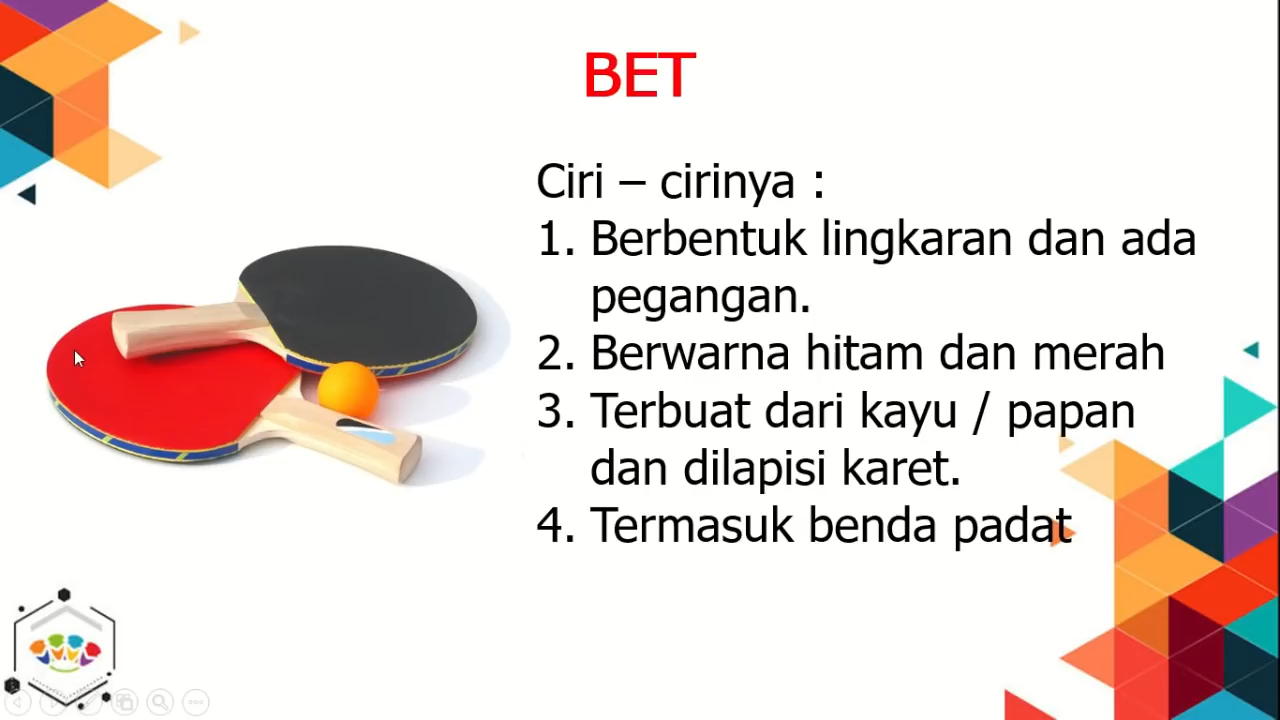 BET
Ciri – cirinya :
1. Berbentuk lingkaran dan ada
pegangan.
2. Berwarna hitam dan merah
3. Terbuat dari kayu / papan
dan dilapisi karet.
4. Termasuk benda padat